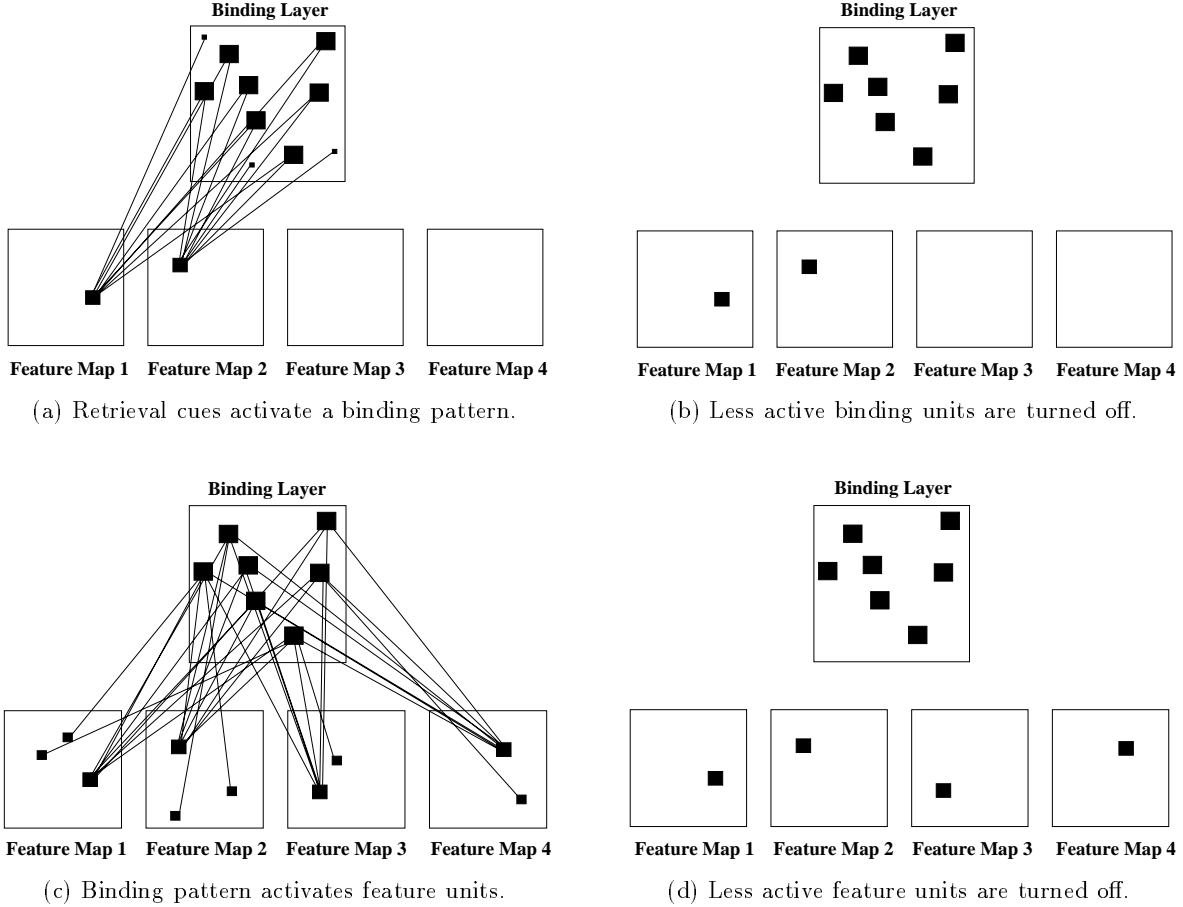 Binding Layer
Feature Map 1 Feature Map 2 Feature Map 3 Feature Map 4
(a) Retrieval cues activate a binding pattern.
Binding Layer
Feature Map 1 Feature Map 2 Feature Map 3 Feature Map 4
(b) Less active binding units are turned off.
Binding Layer
Feature Map 1 Feature Map 2 Feature Map 3 Feature Map 4
(c) Binding pattern activates feature units.
Binding Layer
Feature Map 1 Feature Map 2 Feature Map 3 Feature Map 4
(d) Less active feature units are turned off.